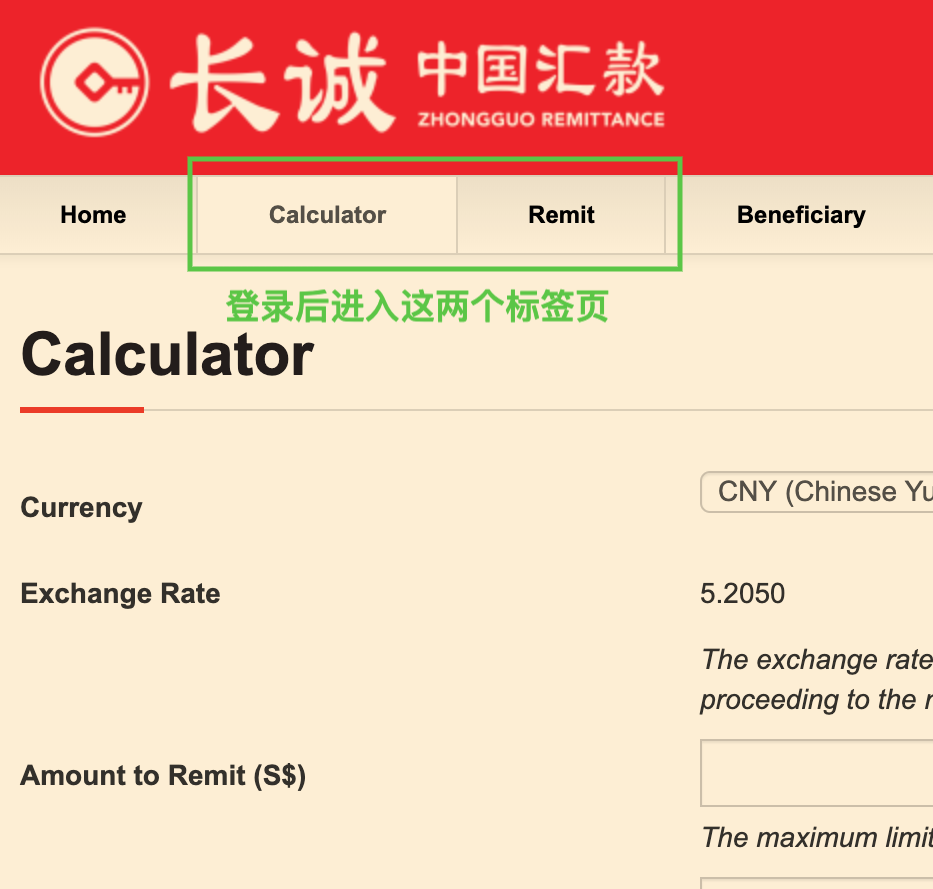 长诚 中国汇款
ZHONGGUO REMITTANCE
Home Calculator Remit Beneficiary
登录后进入这两个标签页
Calculator
Currency CNY (Chinese Yu
Exchange Rate 5.2050
The exchange rate
proceeding to the
Amount to Remit (S$)
The maximum limit